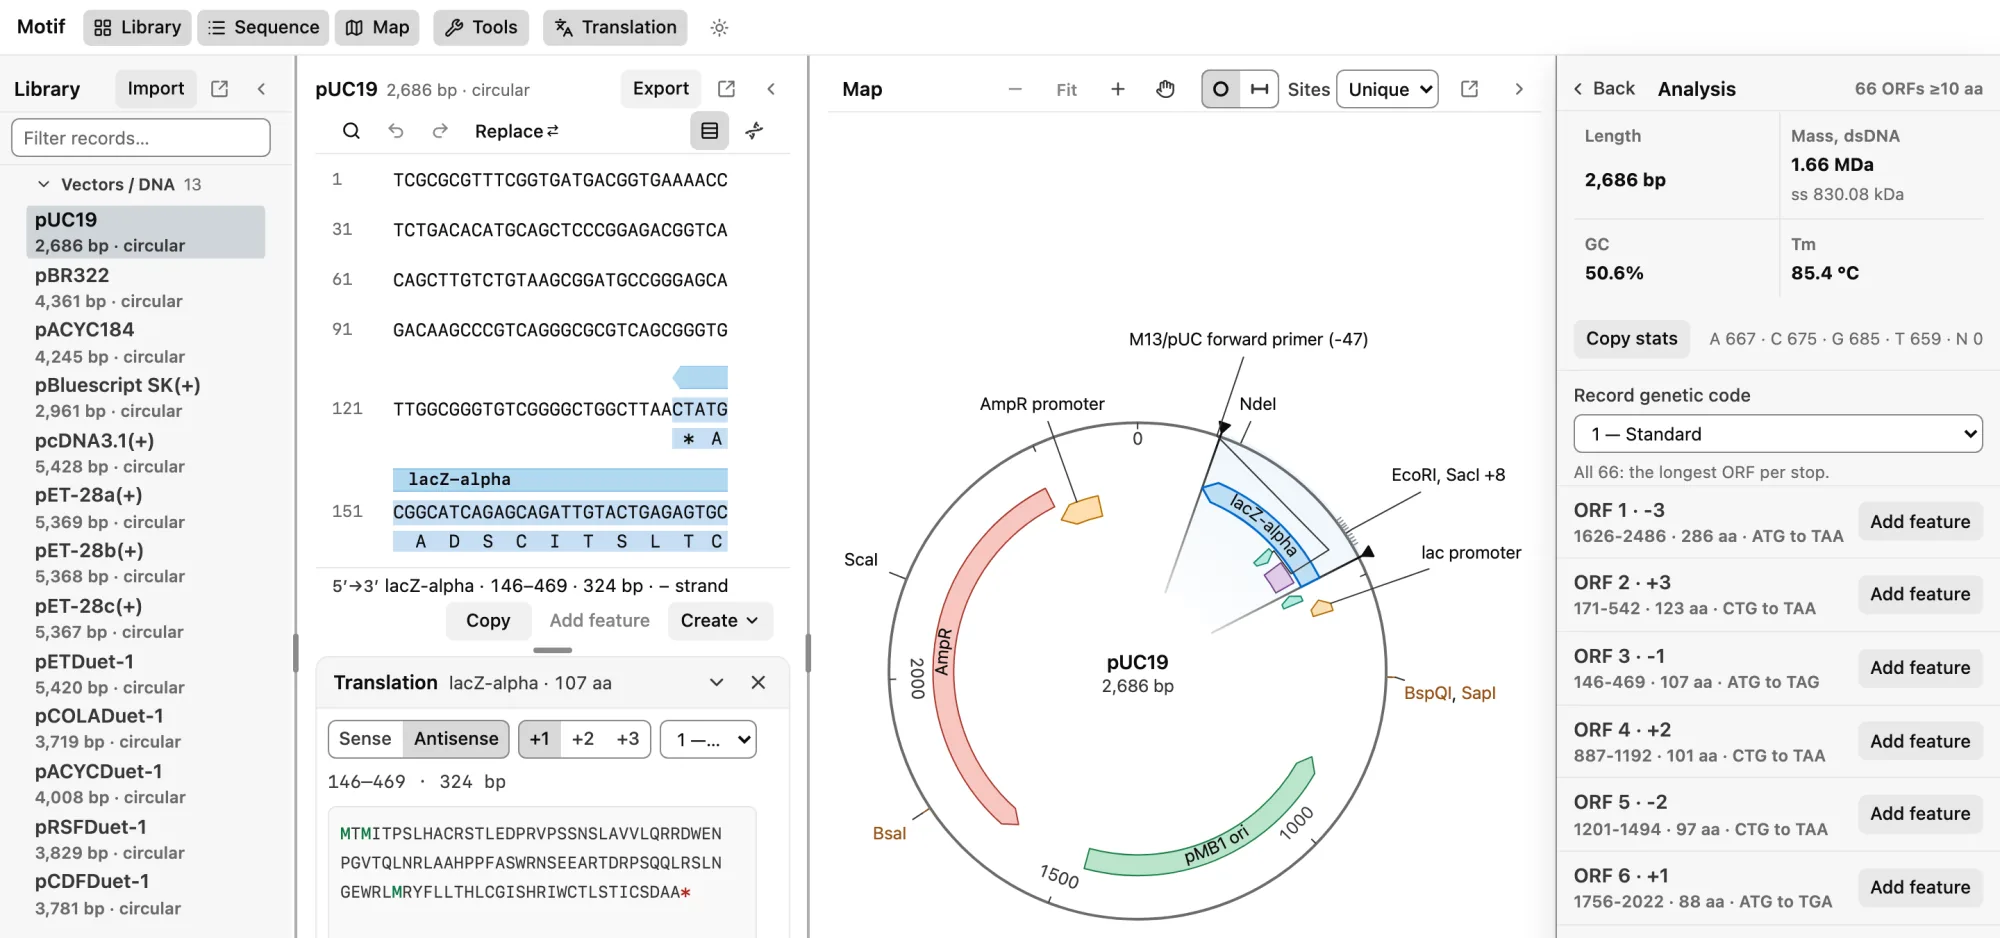 Motif
Library
Sequence
Map
Tools
Translation
Library
Import
Filter records...
Vectors / DNA 13
pUC19
2,686 bp · circular
pBR322
4,361 bp · circular
pACYC184
4,245 bp · circular
pBluescript SK(+)
2,961 bp · circular
pcDNA3.1(+)
5,428 bp · circular
pET-28a(+)
5,369 bp · circular
pET-28b(+)
5,368 bp · circular
pET-28c(+)
5,367 bp · circular
pETDuet-1
5,420 bp · circular
pCOLADuet-1
3,719 bp · circular
pACYCDuet-1
4,008 bp · circular
pRSFDuet-1
3,829 bp · circular
pCDFDuet-1
3,781 bp · circular
pUC19 2,686 bp · circular
Export
Replace
1 TCGCGCGTTTCGGTGATGACGGTGAAAACC
31 TCTGACACATGCAGCTCCCGGAGACGGTCA
61 CAGCTTGTCTGTAAGCGGATGCCGGGAGCA
91 GACAAGCCCGTCAGGGCGCGTCAGCGGGTG
121 TTGGCGGGTGTCGGGGCTGGCTTAACTATG
* A
lacZ-alpha
151 CGGCATCAGAGCAGATTGTACTGAGAGTGC
A D S C I T S L T C
5′→3′ lacZ-alpha · 146–469 · 324 bp · – strand
Copy
Add feature
Create
Translation lacZ-alpha · 107 aa
Sense
Antisense
+1
+2
+3
1 —...
146–469 · 324 bp
MTMITPSLHACRSTLEDPRVPSSNSLAVVLQRRDWEN
PGVTQLNRLAAHPPFASWRNSEEARTDRPSQQLRSLN
GEWRLMRYFLLTHLCGISHRIWCTLSTICSDAA*
Map
Fit
Sites
Unique
M13/pUC forward primer (-47)
AmpR promoter
NdeI
0
EcoRI, SacI +8
lacZ-alpha
lac promoter
ScaI
AmpR
2000
pUC19
2,686 bp
BspQI, SapI
BsaI
pMB1 ori
1000
1500
Back
Analysis
66 ORFs ≥10 aa
Length
2,686 bp
Mass, dsDNA
1.66 MDa
ss 830.08 kDa
GC
50.6%
Tm
85.4 °C
Copy stats
A 667 · C 675 · G 685 · T 659 · N 0
Record genetic code
1 — Standard
All 66: the longest ORF per stop.
ORF 1 · -3
1626-2486 · 286 aa · ATG to TAA
Add feature
ORF 2 · +3
171-542 · 123 aa · CTG to TAA
Add feature
ORF 3 · -1
146-469 · 107 aa · ATG to TAG
Add feature
ORF 4 · +2
887-1192 · 101 aa · CTG to TAA
Add feature
ORF 5 · -2
1201-1494 · 97 aa · CTG to TAA
Add feature
ORF 6 · +1
1756-2022 · 88 aa · ATG to TGA
Add feature